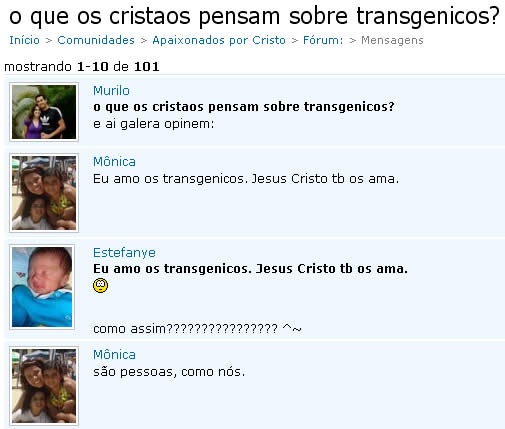 o que os cristaos pensam sobre transgenicos?
Início > Comunidades > Apaixonados por Cristo > Fórum: > Mensagens
mostrando 1-10 de 101
Murilo
o que os cristaos pensam sobre transgenicos?
e ai galera opinem:
Mônica
Eu amo os transgenicos. Jesus Cristo tb os ama.
Estefanye
Eu amo os transgenicos. Jesus Cristo tb os ama.
como assim???????????????? ^~
Mônica
são pessoas, como nós.